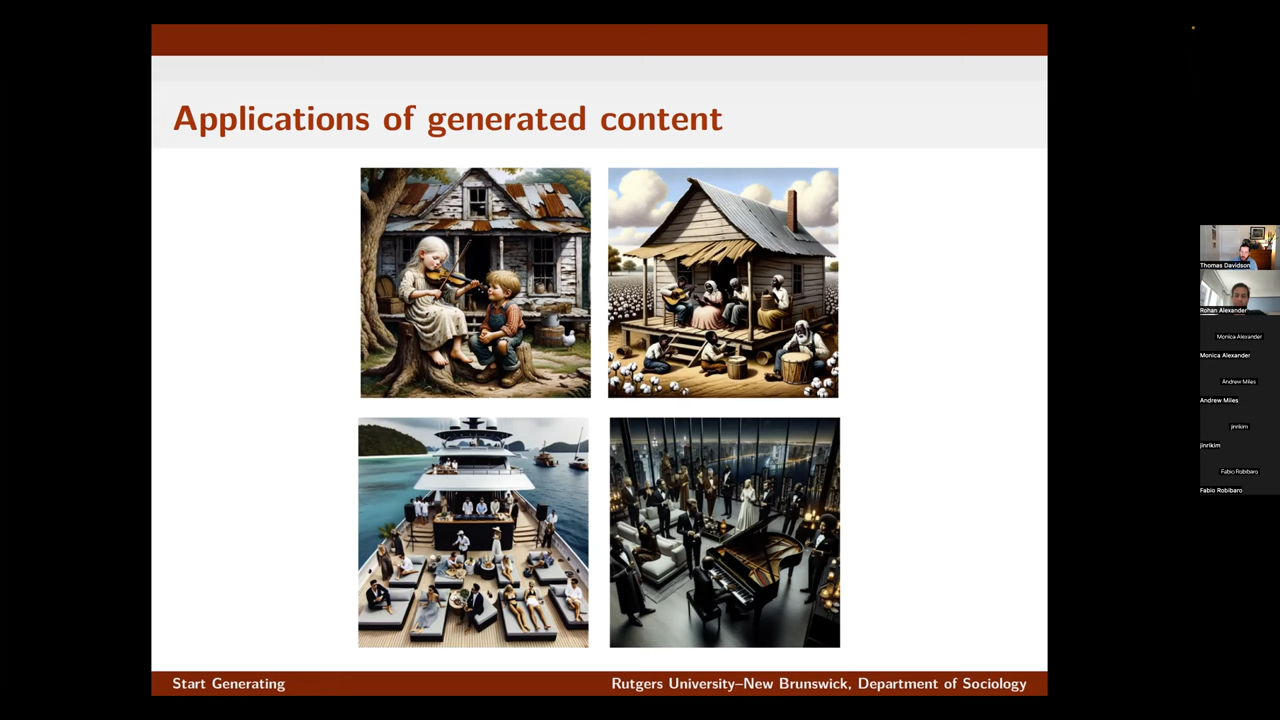 Applications of generated content
Start Generating
Rutgers University–New Brunswick, Department of Sociology
Thomas Davidson
Rohan Alexander
Monica Alexander
Monica Alexander
Andrew Miles
Andrew Miles
jinrikim
jinrikim
Fabio Robibaro
Fabio Robibaro